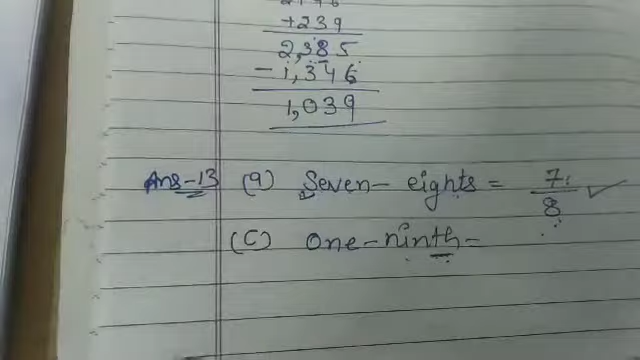 +239
2,385
-1,346
1,039
Ans-13 (a) Seven-eights = 7/8 ✓
(c) one-ninth-